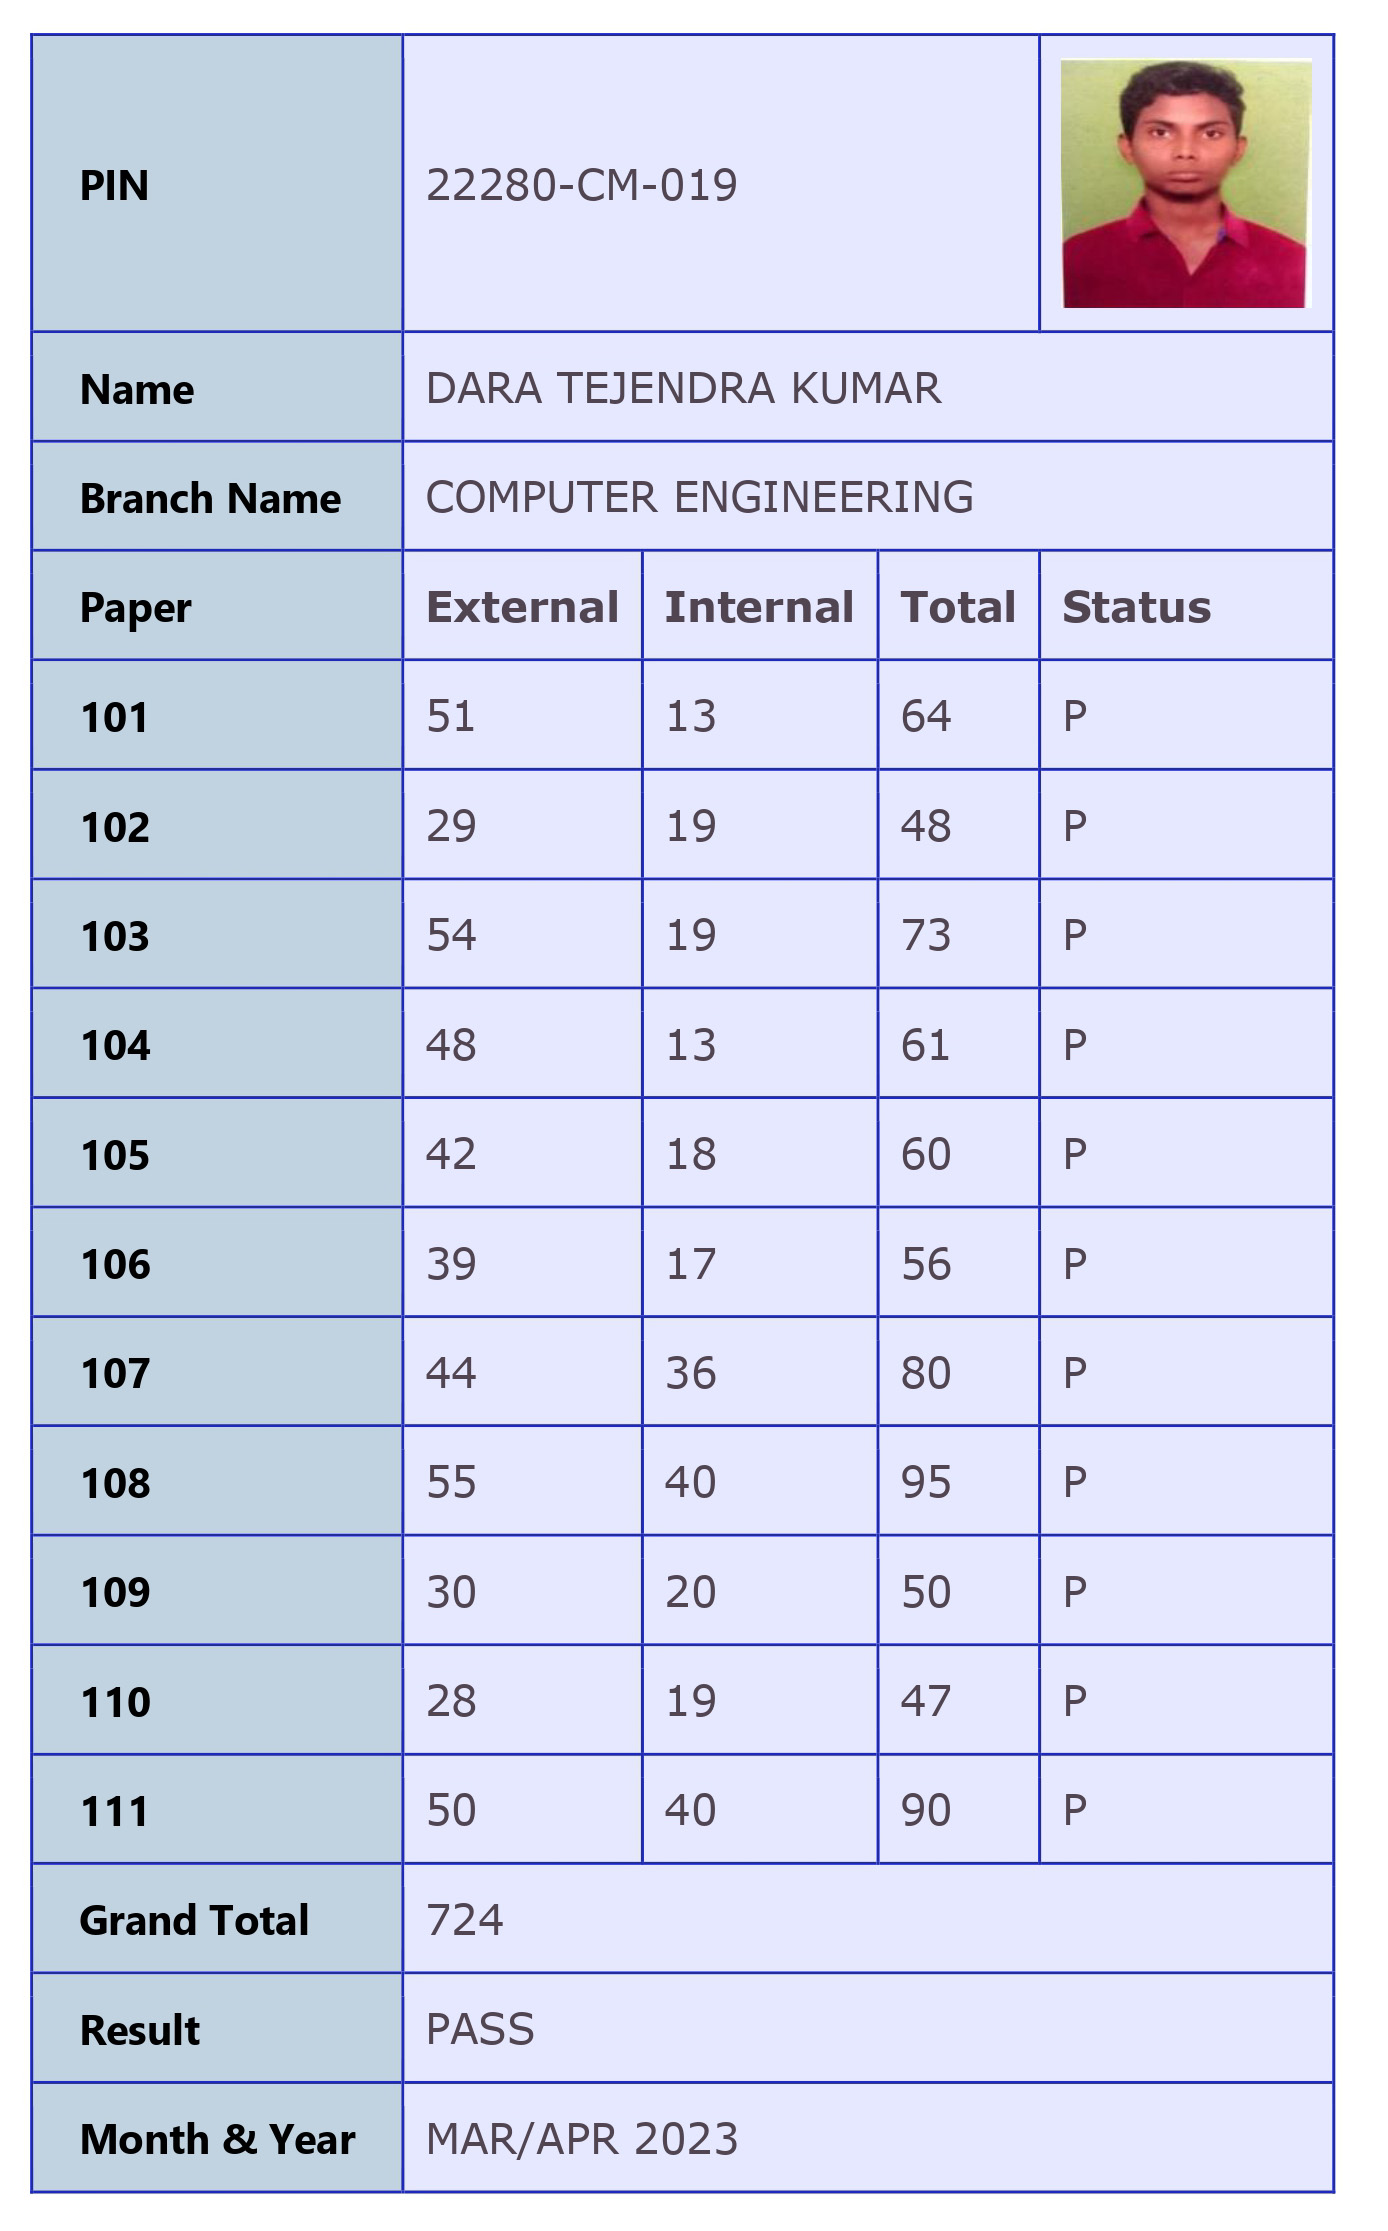 PIN 22280-CM-019
Name DARA TEJENDRA KUMAR
Branch Name COMPUTER ENGINEERING
Paper External Internal Total Status
101 51 13 64 P
102 29 19 48 P
103 54 19 73 P
104 48 13 61 P
105 42 18 60 P
106 39 17 56 P
107 44 36 80 P
108 55 40 95 P
109 30 20 50 P
110 28 19 47 P
111 50 40 90 P
Grand Total 724
Result PASS
Month & Year MAR/APR 2023